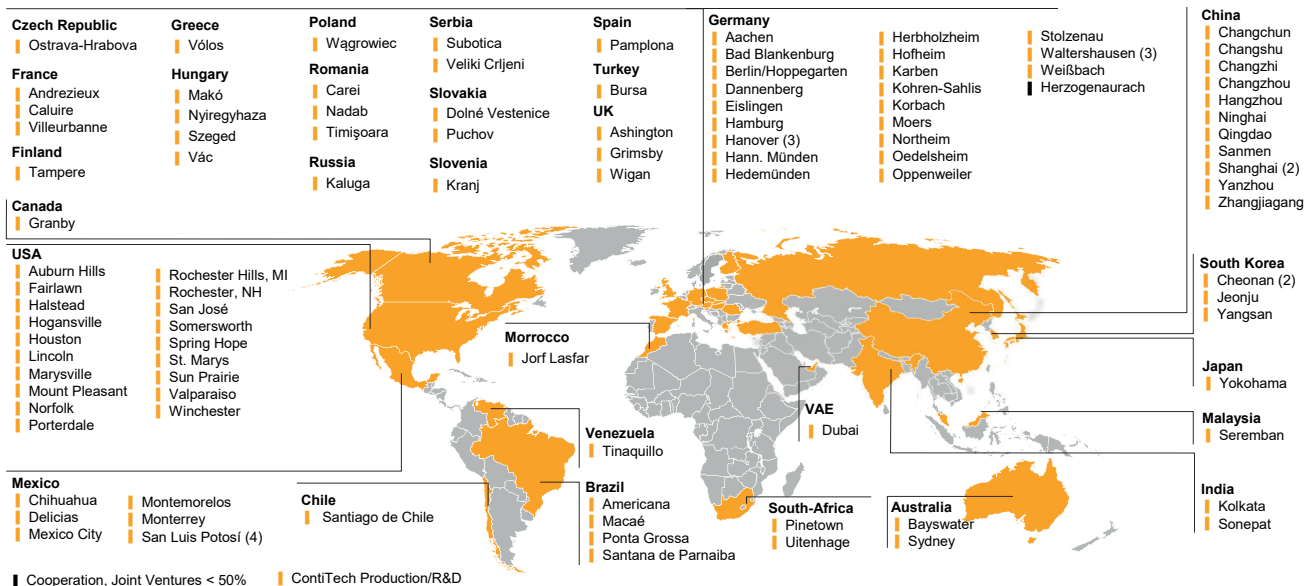 Czech Republic
Ostrava-Hrabova
France
Andrezieux
Caluire
Villeurbanne
Finland
Tampere
Greece
Vólos
Hungary
Makó
Nyiregyhaza
Szeged
Vác
Poland
Wągrowiec
Romania
Carei
Nadab
Timişoara
Russia
Kaluga
Serbia
Subotica
Veliki Crljeni
Slovakia
Dolné Vestenice
Puchov
Slovenia
Kranj
Spain
Pamplona
Turkey
Bursa
UK
Ashington
Grimsby
Wigan
Germany
Aachen
Bad Blankenburg
Berlin/Hoppegarten
Dannenberg
Eislingen
Hamburg
Hanover (3)
Hann. Münden
Hedemünden
Herbholzheim
Hofheim
Karben
Kohren-Sahlis
Korbach
Moers
Northeim
Oedelsheim
Oppenweiler
Stolzenau
Waltershausen (3)
Weißbach
Herzogenaurach
China
Changchun
Changshu
Changzhi
Changzhou
Hangzhou
Ninghai
Qingdao
Sanmen
Shanghai (2)
Yanzhou
Zhangjiagang
Canada
Granby
USA
Auburn Hills
Fairlawn
Halstead
Hogansville
Houston
Lincoln
Marysville
Mount Pleasant
Norfolk
Porterdale
Rochester Hills, MI
Rochester, NH
San José
Somersworth
Spring Hope
St. Marys
Sun Prairie
Valparaiso
Winchester
Morrocco
Jorf Lasfar
South Korea
Cheonan (2)
Jeonju
Yangsan
Japan
Yokohama
VAE
Dubai
Malaysia
Seremban
Venezuela
Tinaquillo
Mexico
Chihuahua
Delicias
Mexico City
Montemorelos
Monterrey
San Luis Potosí (4)
Chile
Santiago de Chile
Brazil
Americana
Macaé
Ponta Grossa
Santana de Parnaiba
South-Africa
Pinetown
Uitenhage
Australia
Bayswater
Sydney
India
Kolkata
Sonepat
Cooperation, Joint Ventures < 50%
ContiTech Production/R&D